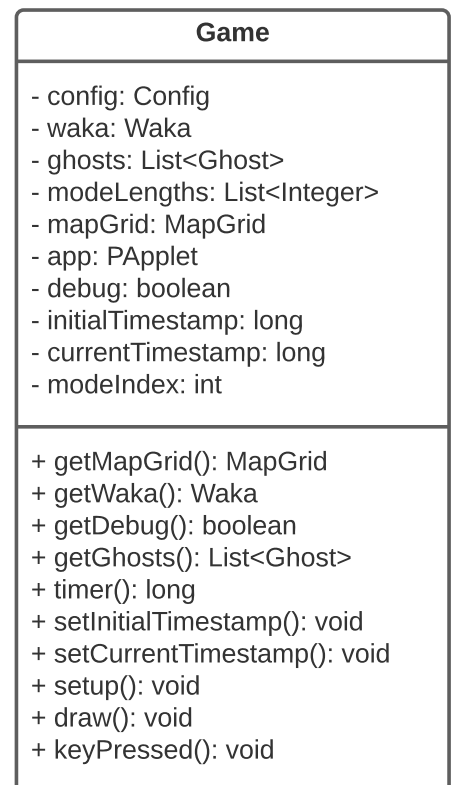 Game
- config: Config
- waka: Waka
- ghosts: List<Ghost>
- modeLengths: List<Integer>
- mapGrid: MapGrid
- app: PApplet
- debug: boolean
- initialTimestamp: long
- currentTimestamp: long
- modeIndex: int
+ getMapGrid(): MapGrid
+ getWaka(): Waka
+ getDebug(): boolean
+ getGhosts(): List<Ghost>
+ timer(): long
+ setInitialTimestamp(): void
+ setCurrentTimestamp(): void
+ setup(): void
+ draw(): void
+ keyPressed(): void